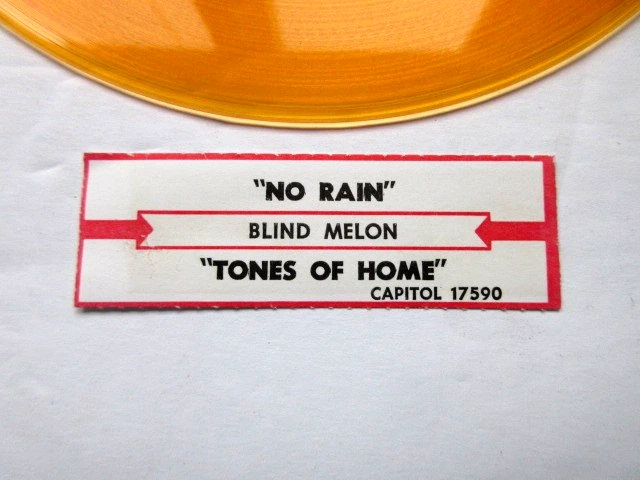 "NO RAIN"
BLIND MELON
"TONES OF HOME"
CAPITOL 17590